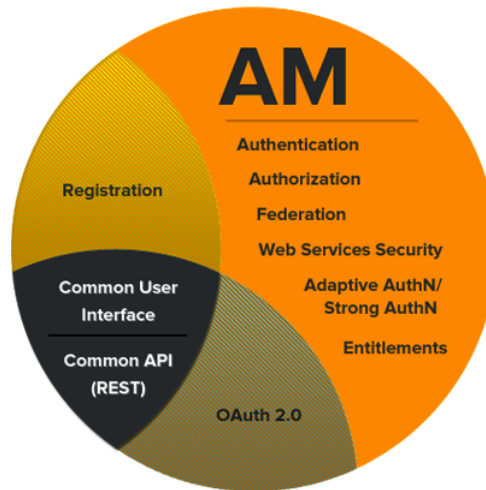 AM
Authentication
Authorization
Federation
Web Services Security
Adaptive AuthN/
Strong AuthN
Entitlements
Registration
Common User
Interface
Common API
(REST)
OAuth 2.0